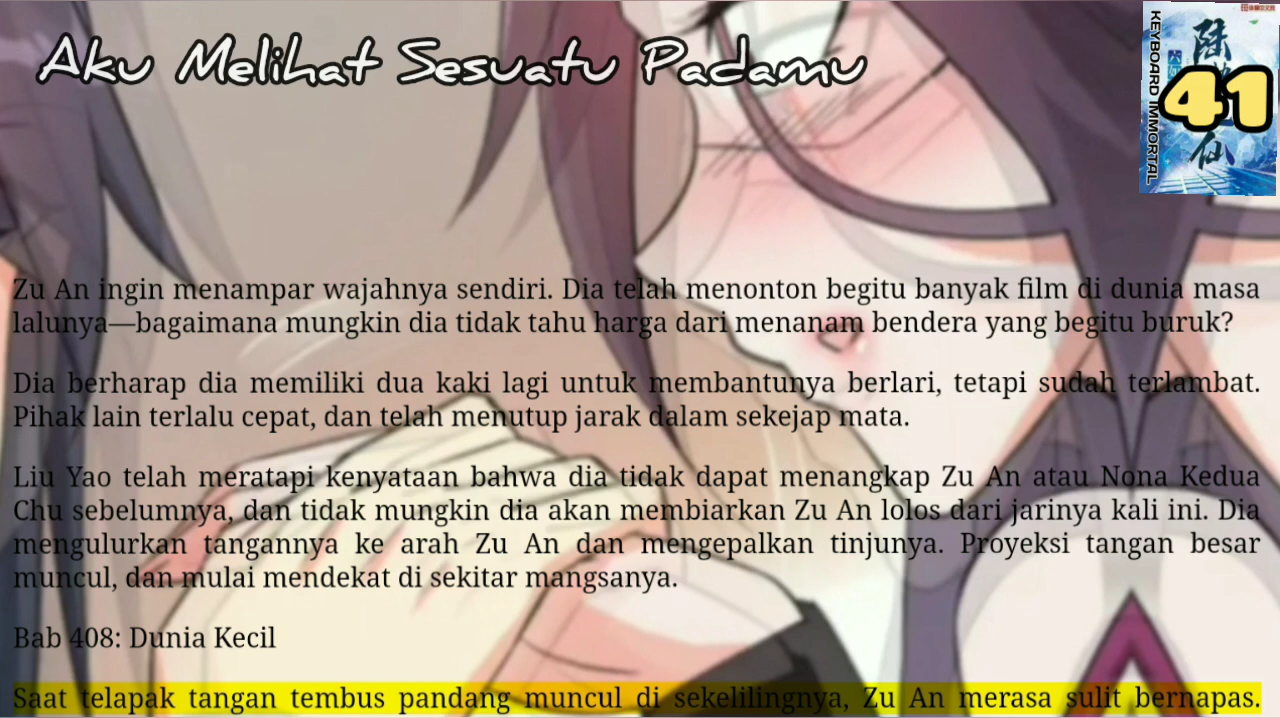 Aku Melihat Sesuatu Padamu
KEYBOARD IMMORTAL
41
陆
仙
Zu An ingin menampar wajahnya sendiri. Dia telah menonton begitu banyak film di dunia masa
lalunya—bagaimana mungkin dia tidak tahu harga dari menanam bendera yang begitu buruk?
Dia berharap dia memiliki dua kaki lagi untuk membantunya berlari, tetapi sudah terlambat.
Pihak lain terlalu cepat, dan telah menutup jarak dalam sekejap mata.
Liu Yao telah meratapi kenyataan bahwa dia tidak dapat menangkap Zu An atau Nona Kedua
Chu sebelumnya, dan tidak mungkin dia akan membiarkan Zu An lolos dari jarinya kali ini. Dia
mengulurkan tangannya ke arah Zu An dan mengepalkan tinjunya. Proyeksi tangan besar
muncul, dan mulai mendekat di sekitar mangsanya.
Bab 408: Dunia Kecil
Saat telapak tangan tembus pandang muncul di sekelilingnya, Zu An merasa sulit bernapas.